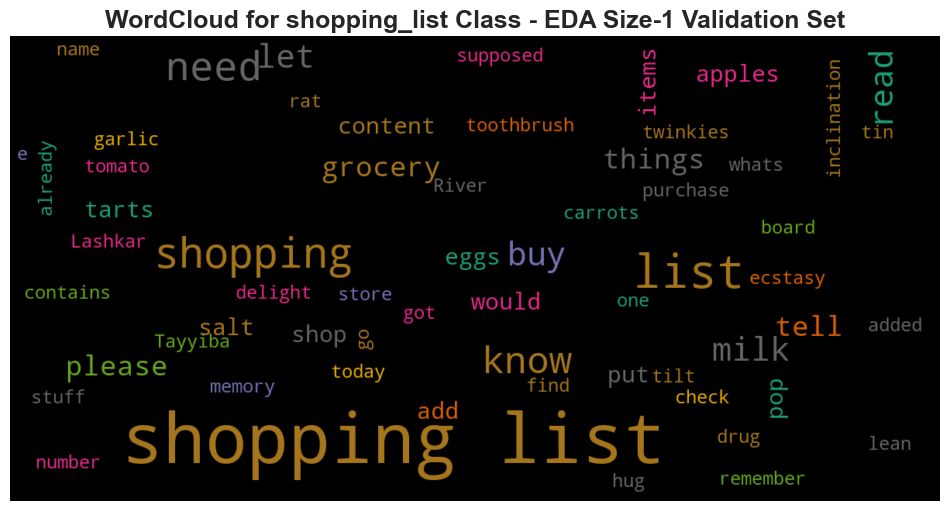 WordCloud for shopping_list Class - EDA Size-1 Validation Set
name
need
let
supposed
items
apples
inclination
read
rat
garlic
content
toothbrush
twinkies
tin
e
already
tomato
grocery
River
things
whats
purchase
tarts
carrots
board
Lashkar
shopping
eggs
buy
list
ecstasy
contains
delight
store
would
one
got
salt
Tayyiba
shop
go
tell
added
please
know
milk
memory
today
find
put
tilt
check
pop
stuff
add
shopping list
drug
lean
number
hug
remember